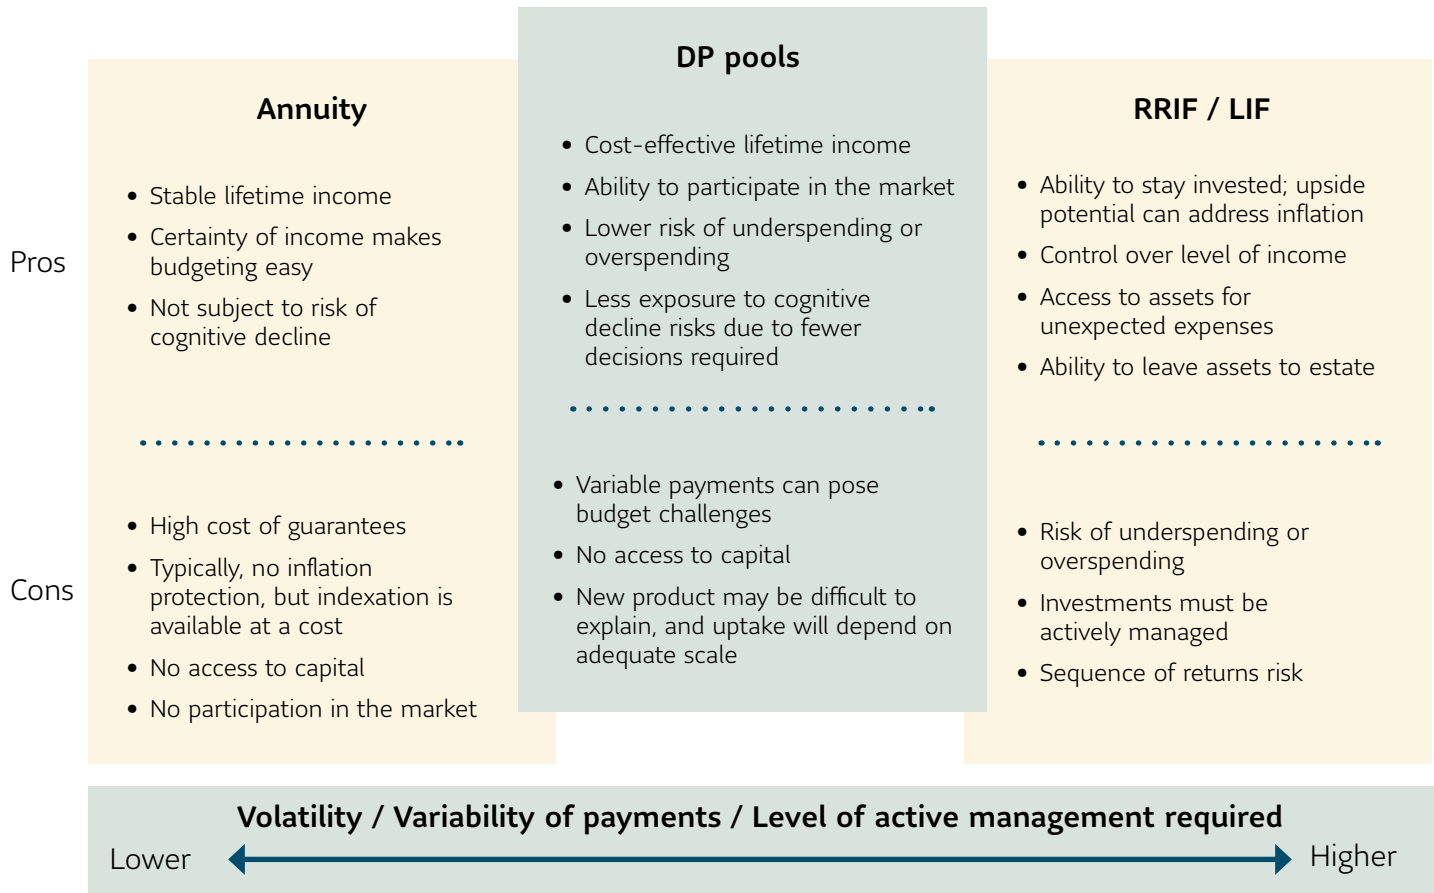 DP pools
Annuity
RRIF / LIF
Pros
• Stable lifetime income
• Certainty of income makes
budgeting easy
• Not subject to risk of
cognitive decline
• Cost-effective lifetime income
• Ability to participate in the market
• Lower risk of underspending or
overspending
• Less exposure to cognitive
decline risks due to fewer
decisions required
• Ability to stay invested; upside
potential can address inflation
• Control over level of income
• Access to assets for
unexpected expenses
• Ability to leave assets to estate
Cons
• High cost of guarantees
• Typically, no inflation
protection, but indexation is
available at a cost
• No access to capital
• No participation in the market
• Variable payments can pose
budget challenges
• No access to capital
• New product may be difficult to
explain, and uptake will depend on
adequate scale
• Risk of underspending or
overspending
• Investments must be
actively managed
• Sequence of returns risk
Volatility / Variability of payments / Level of active management required
Lower
Higher